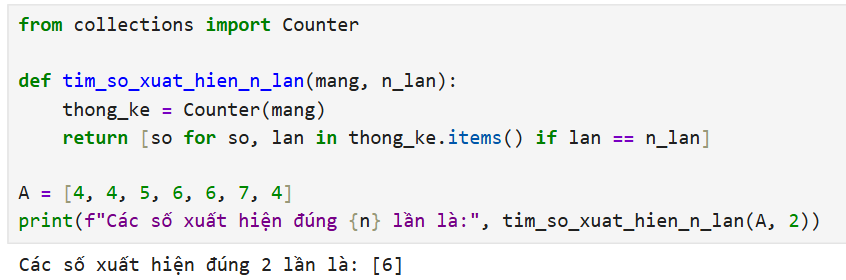 from collections import Counter
def tim_so_xuat_hien_n_lan(mang, n_lan):
    thong_ke = Counter(mang)
    return [so for so, lan in thong_ke.items() if lan == n_lan]
A = [4, 4, 5, 6, 6, 7, 4]
print(f"Các số xuất hiện đúng {n} lần là:", tim_so_xuat_hien_n_lan(A, 2))
Các số xuất hiện đúng 2 lần là: [6]